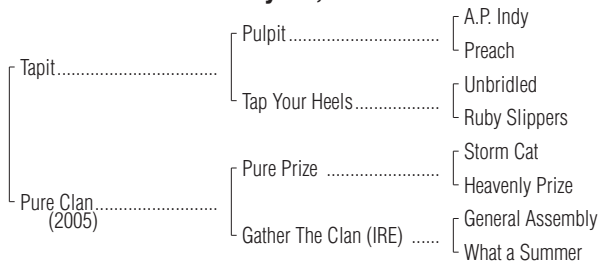 A.P. Indy
Pulpit
Preach
Tapit
Unbridled
Tap Your Heels
Ruby Slippers
Storm Cat
Pure Prize
Heavenly Prize
Pure Clan
(2005)
General Assembly
Gather The Clan (IRE)
What a Summer